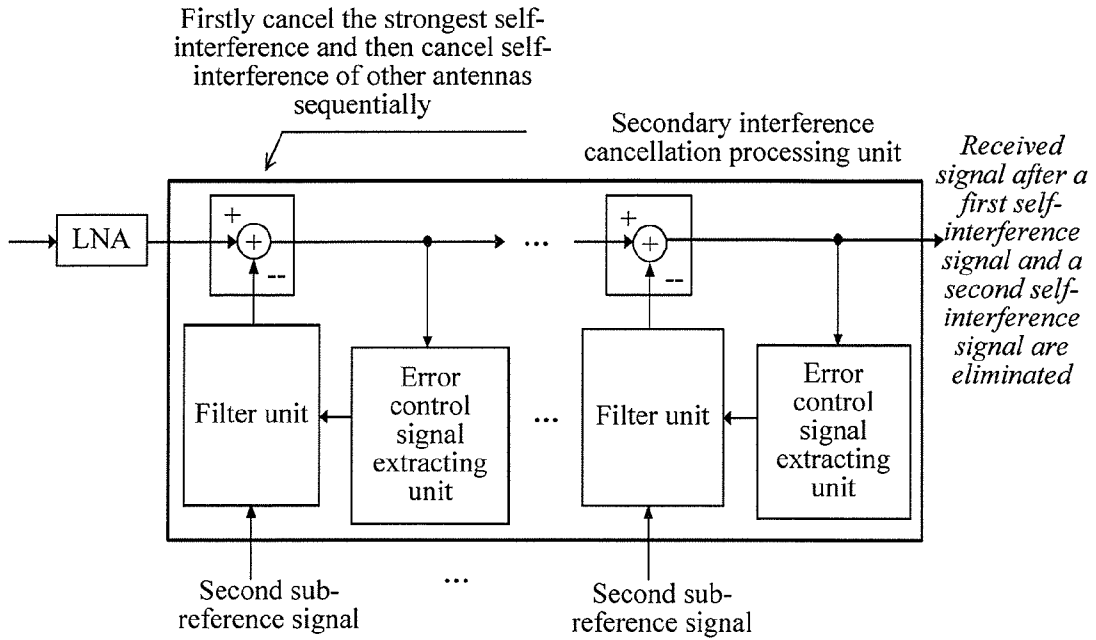 Firstly cancel the strongest self-
interference and then cancel self-
interference of other antennas
sequentially
Secondary interference
cancellation processing unit
Received
signal after a
first self-
interference
signal and a
second self-
interference
signal are
eliminated
LNA
+
+
--
...
+
+
--
Filter unit
Error
control
signal
extracting
unit
...
Filter unit
Error
control
signal
extracting
unit
Second sub-
reference signal
...
Second sub-
reference signal